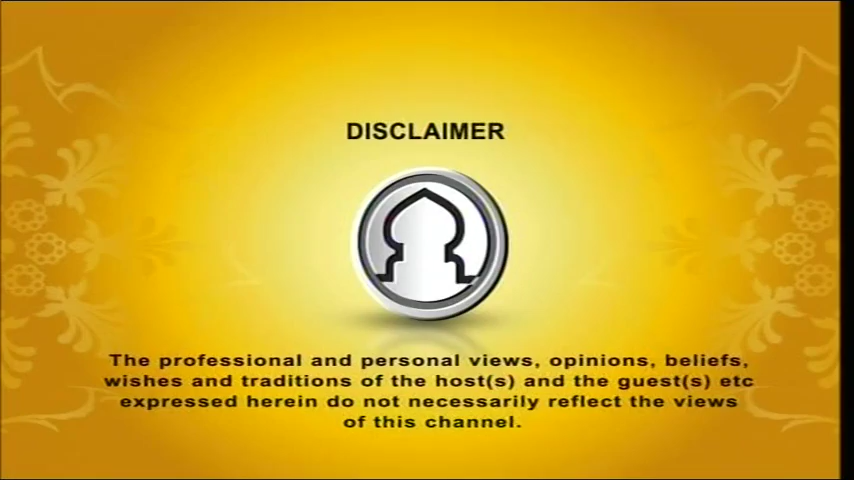 DISCLAIMER
The professional and personal views, opinions, beliefs,
wishes and traditions of the host(s) and the guest(s) etc
expressed herein do not necessarily reflect the views
of this channel.